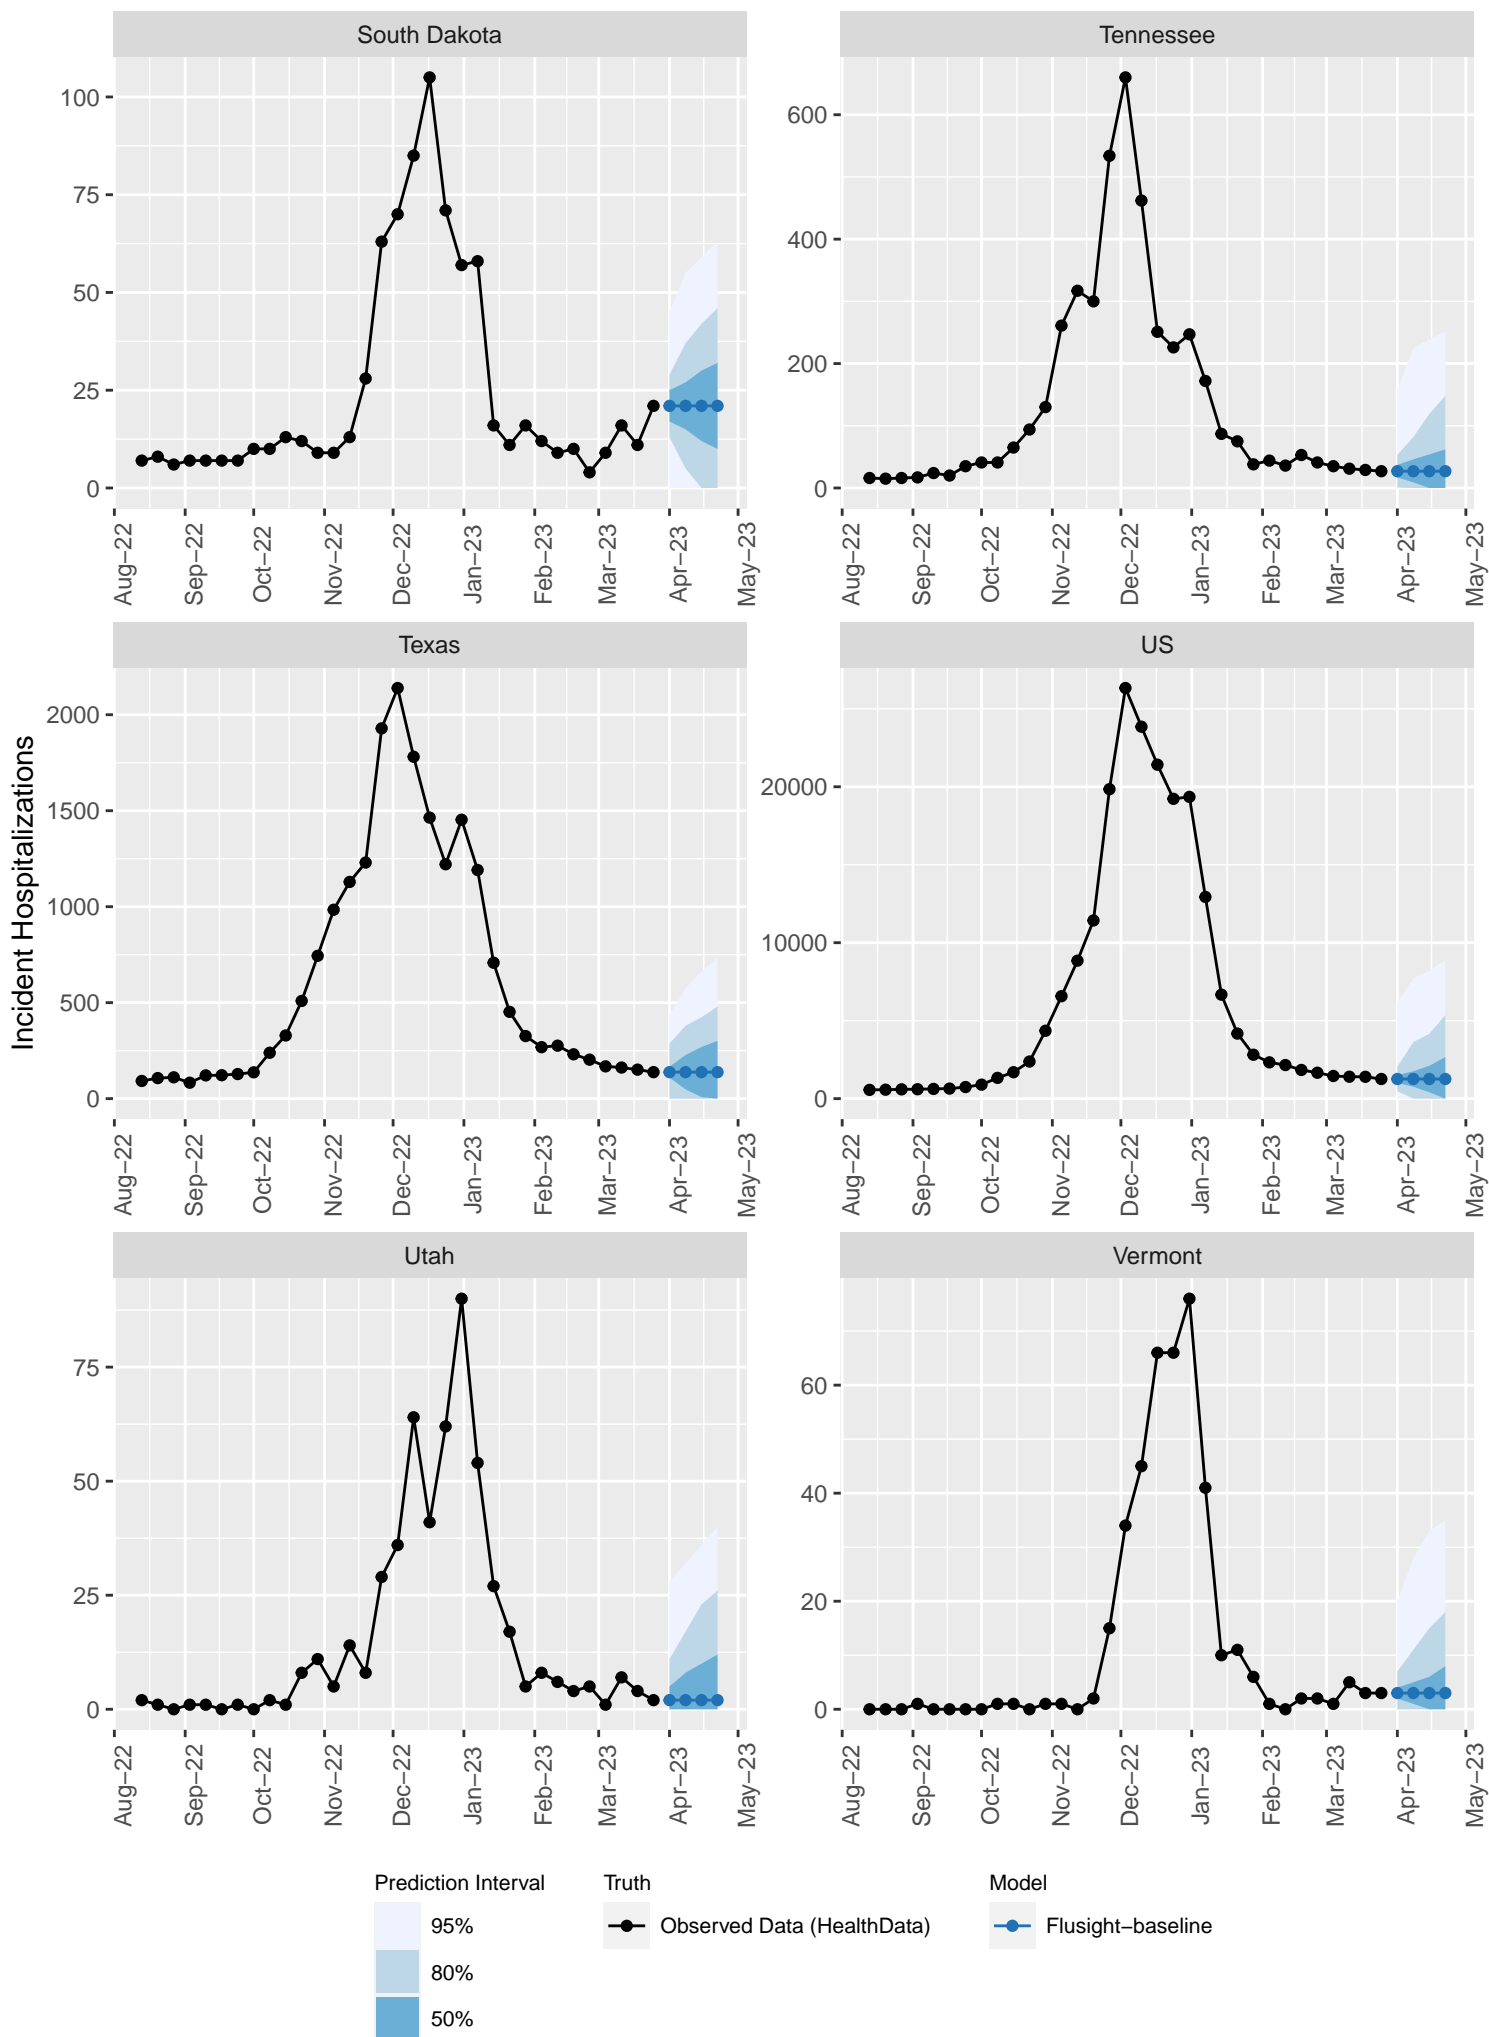 South Dakota
Tennessee
100
75
50
25
0
600
400
200
0
Aug−22
Sep−22
Oct−22
Nov−22
Dec−22
Jan−23
Feb−23
Mar−23
Apr−23
May−23
Aug−22
Sep−22
Oct−22
Nov−22
Dec−22
Jan−23
Feb−23
Mar−23
Apr−23
May−23
Incident Hospitalizations
Texas
US
2000
1500
1000
500
0
20000
10000
0
Aug−22
Sep−22
Oct−22
Nov−22
Dec−22
Jan−23
Feb−23
Mar−23
Apr−23
May−23
Aug−22
Sep−22
Oct−22
Nov−22
Dec−22
Jan−23
Feb−23
Mar−23
Apr−23
May−23
Utah
Vermont
75
50
25
0
60
40
20
0
Aug−22
Sep−22
Oct−22
Nov−22
Dec−22
Jan−23
Feb−23
Mar−23
Apr−23
May−23
Aug−22
Sep−22
Oct−22
Nov−22
Dec−22
Jan−23
Feb−23
Mar−23
Apr−23
May−23
Prediction Interval
95%
80%
50%
Truth
Observed Data (HealthData)
Model
Flusight−baseline